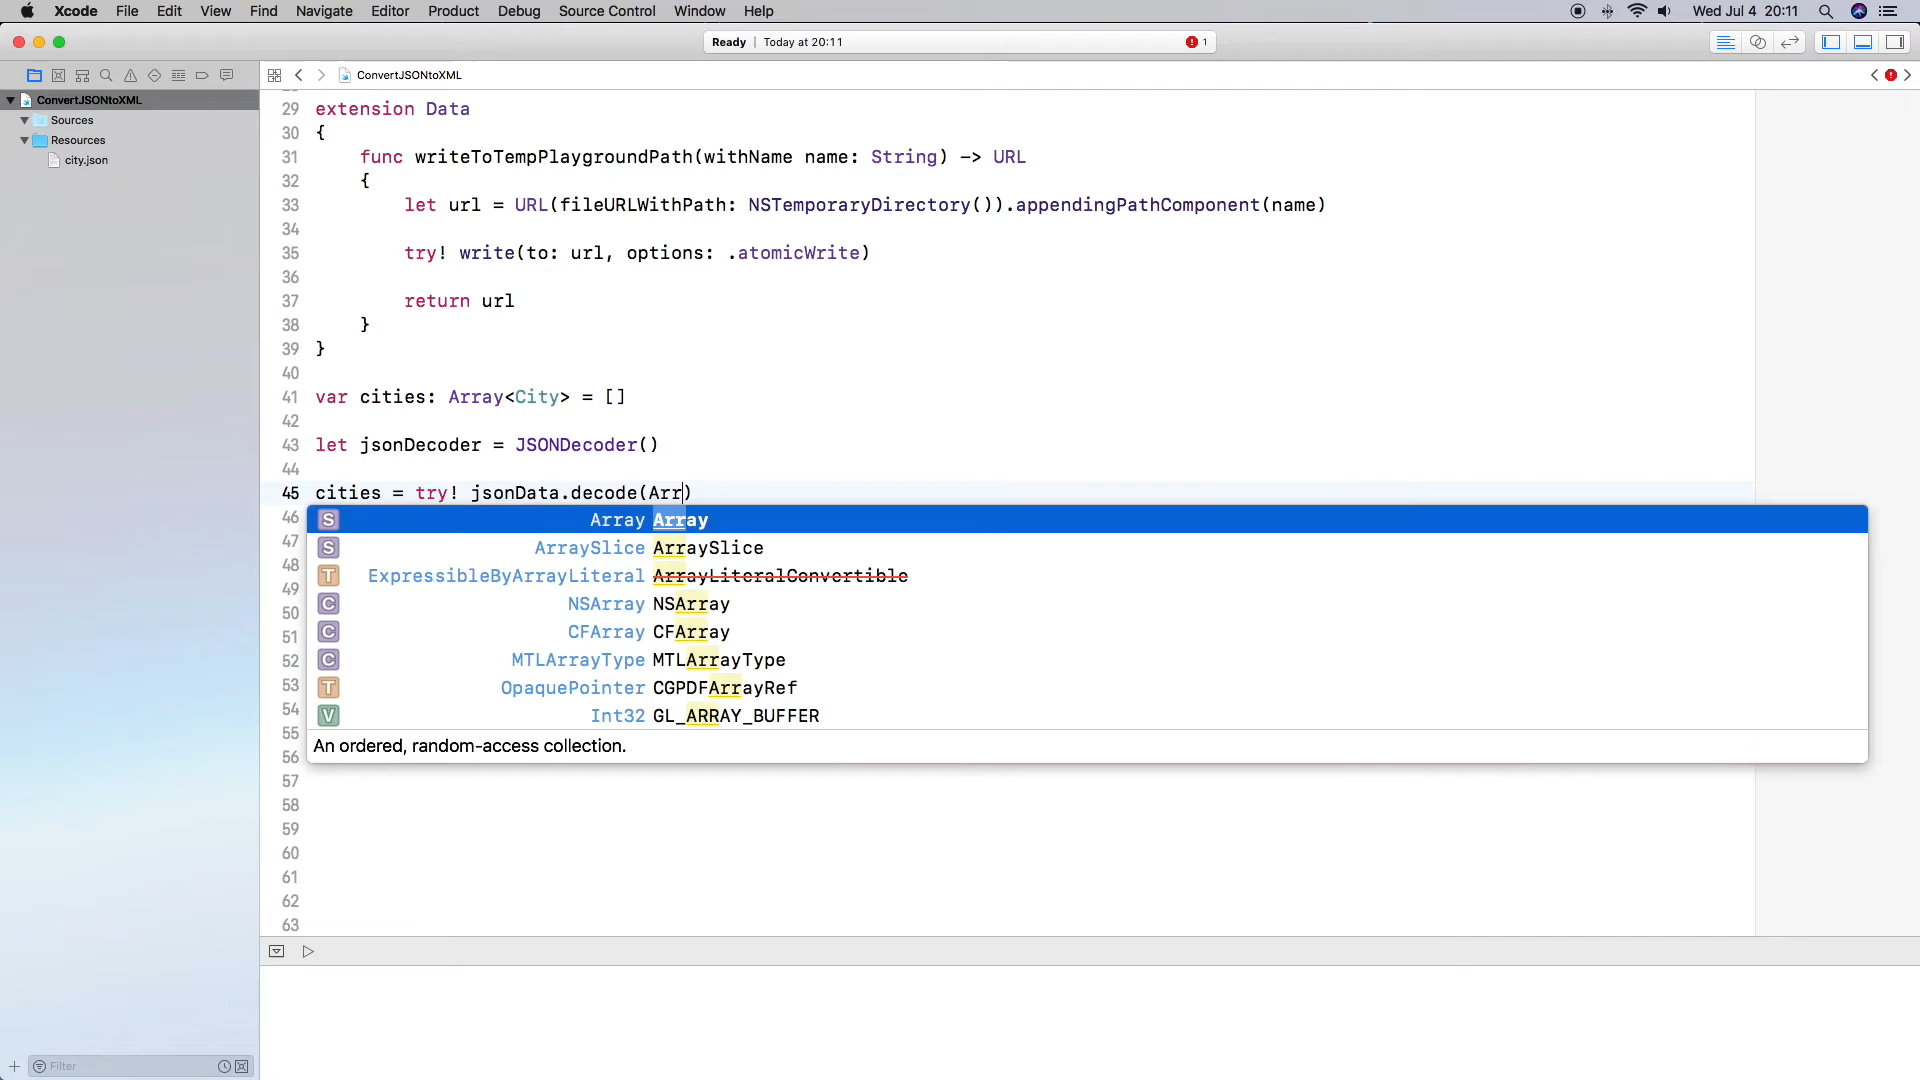 Xcode File Edit View Find Navigate Editor Product Debug Source Control Window Help Wed Jul 4 20:11
Ready | Today at 20:11 1
ConvertJSONtoXML
ConvertJSONtoXML
Sources
Resources
city.json
29 extension Data
30 {
31 func writeToTempPlaygroundPath(withName name: String) -> URL
32 {
33 let url = URL(fileURLWithPath: NSTemporaryDirectory()).appendingPathComponent(name)
34
35 try! write(to: url, options: .atomicWrite)
36
37 return url
38 }
39 }
40
41 var cities: Array<City> = []
42
43 let jsonDecoder = JSONDecoder()
44
45 cities = try! jsonData.decode(Arr)
46 S Array Array
47 S ArraySlice ArraySlice
48 T ExpressibleByArrayLiteral ArrayLiteralConvertible
49 C NSArray NSArray
50 C CFArray CFArray
51
52 C MTLArrayType MTLArrayType
53 T OpaquePointer CGPDFArrayRef
54 V Int32 GL_ARRAY_BUFFER
55
56 An ordered, random-access collection.
57
58
59
60
61
62
63
Filter